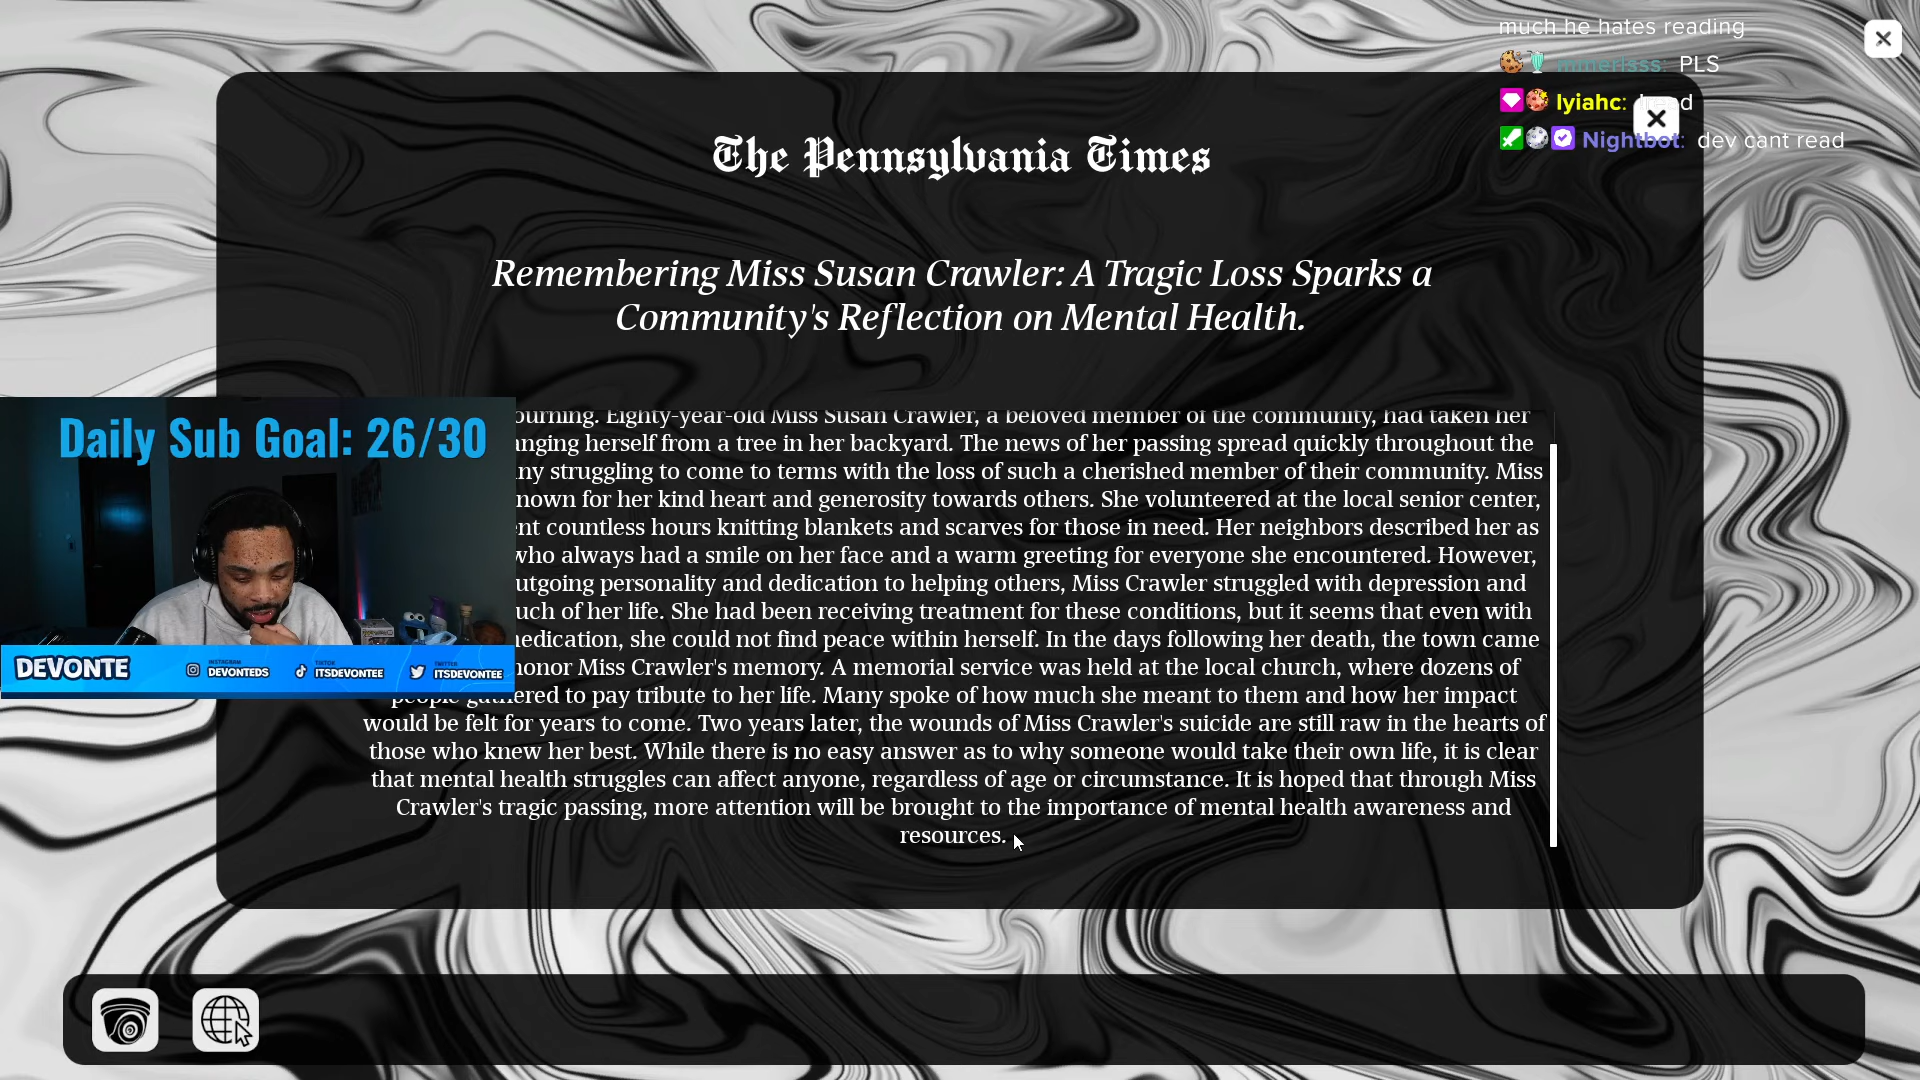 much he hates reading
mmerlsss: PLS
lyiahc:
Nightbot: dev cant read
The Pennsylvania Times
Remembering Miss Susan Crawler: A Tragic Loss Sparks a
Community's Reflection on Mental Health.
ourning. Eighty-year-old Miss Susan Crawler, a beloved member of the community, had taken her
anging herself from a tree in her backyard. The news of her passing spread quickly throughout the
ny struggling to come to terms with the loss of such a cherished member of their community. Miss
nown for her kind heart and generosity towards others. She volunteered at the local senior center,
ent countless hours knitting blankets and scarves for those in need. Her neighbors described her as
who always had a smile on her face and a warm greeting for everyone she encountered. However,
utgoing personality and dedication to helping others, Miss Crawler struggled with depression and
uch of her life. She had been receiving treatment for these conditions, but it seems that even with
nedication, she could not find peace within herself. In the days following her death, the town came
honor Miss Crawler's memory. A memorial service was held at the local church, where dozens of
people gathered to pay tribute to her life. Many spoke of how much she meant to them and how her impact
would be felt for years to come. Two years later, the wounds of Miss Crawler's suicide are still raw in the hearts of
those who knew her best. While there is no easy answer as to why someone would take their own life, it is clear
that mental health struggles can affect anyone, regardless of age or circumstance. It is hoped that through Miss
Crawler's tragic passing, more attention will be brought to the importance of mental health awareness and
resources.
Daily Sub Goal: 26/30
DEVONTE
INSTAGRAM
DEVONTEDS
TIKTOK
ITSDEVONTEE
TWITTER
ITSDEVONTEE